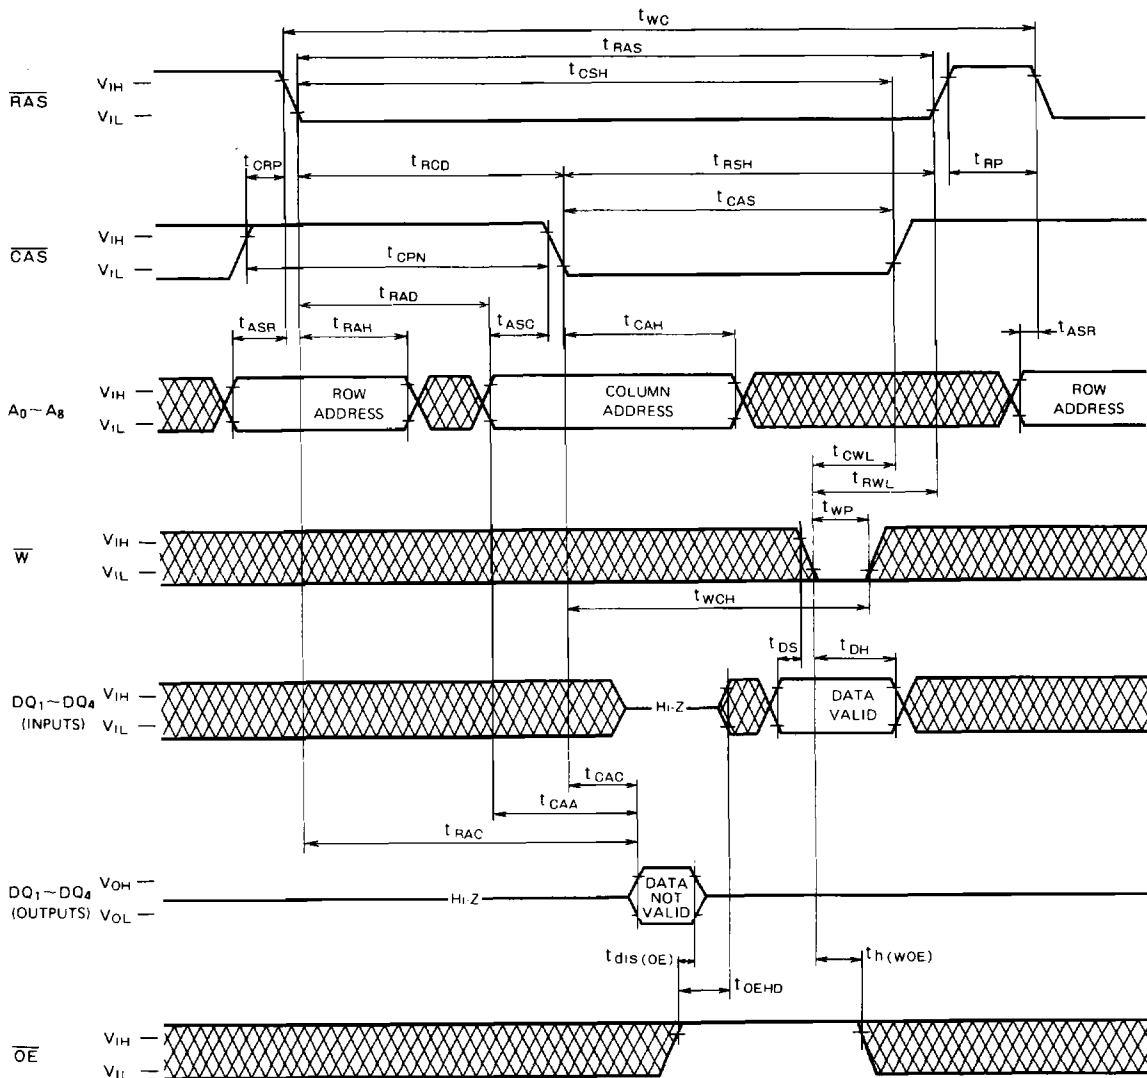 tWC
tRAS
tCSH
RAS
VIH
VIL
tCRP
tRCD
tRSH
tRP
tCAS
CAS
VIH
VIL
tCPN
tRAD
tASR
tRAH
tASC
tCAH
tASR
A0~A8
VIH
VIL
ROW
ADDRESS
COLUMN
ADDRESS
ROW
ADDRESS
tCWL
tRWL
tWP
W
VIH
VIL
tWCH
tDS
tDH
DQ1~DQ4
(INPUTS)
VIH
VIL
Hi-Z
DATA
VALID
tCAC
tCAA
tRAC
DQ1~DQ4
(OUTPUTS)
VOH
VOL
Hi-Z
DATA
NOT
VALID
tdis(OE)
th(WOE)
tOEHD
OE
VIH
VIL